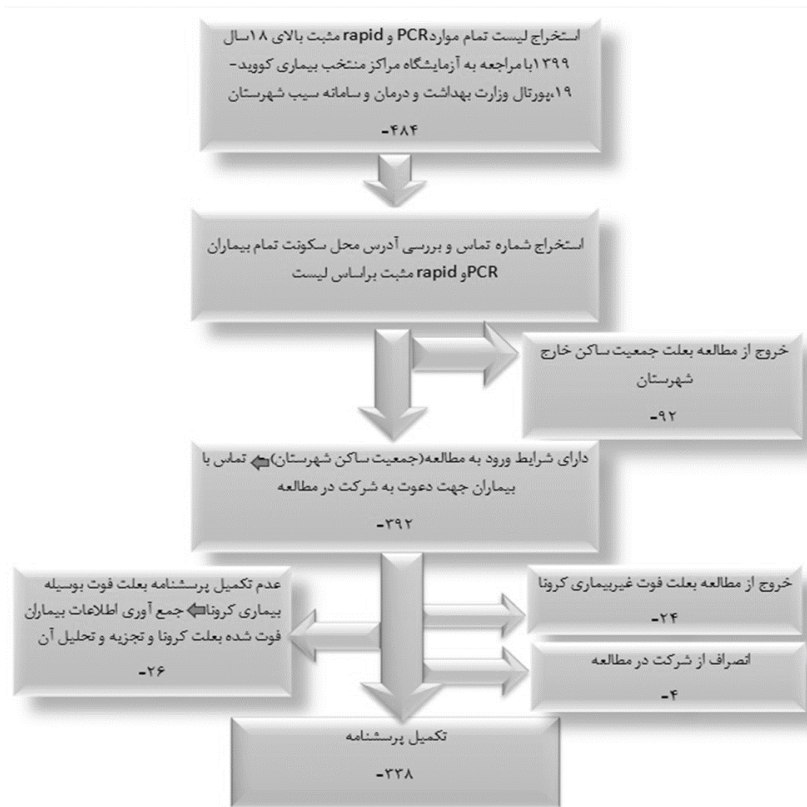 استخراج لیست تمام موارد PCR و rapid مثبت بالای ۱۸سال
۱۳۹۹با مراجعه به آزمایشگاه مراکز منتخب بیماری کووید-
۱۹،پورتال وزارت بهداشت و درمان و سامانه سیب شهرستان
-۴۸۴
استخراج شماره تماس و بررسی آدرس محل سکونت تمام بیماران
PCRو rapid مثبت براساس لیست
خروج از مطالعه بعلت جمعیت ساکن خارج
شهرستان
-۹۲
دارای شرایط ورود به مطالعه(جمعیت ساکن شهرستان) تماس با
بیماران جهت دعوت به شرکت در مطالعه
-۳۹۲
خروج از مطالعه بعلت فوت غیربیماری کرونا
-۲۴
عدم تکمیل پرسشنامه بعلت فوت بوسیله
بیماری کرونا جمع آوری اطلاعات بیماران
فوت شده بعلت کرونا و تجزیه و تحلیل آن
-۲۶
انصراف از شرکت در مطالعه
-۴
تکمیل پرسشنامه
-۳۳۸